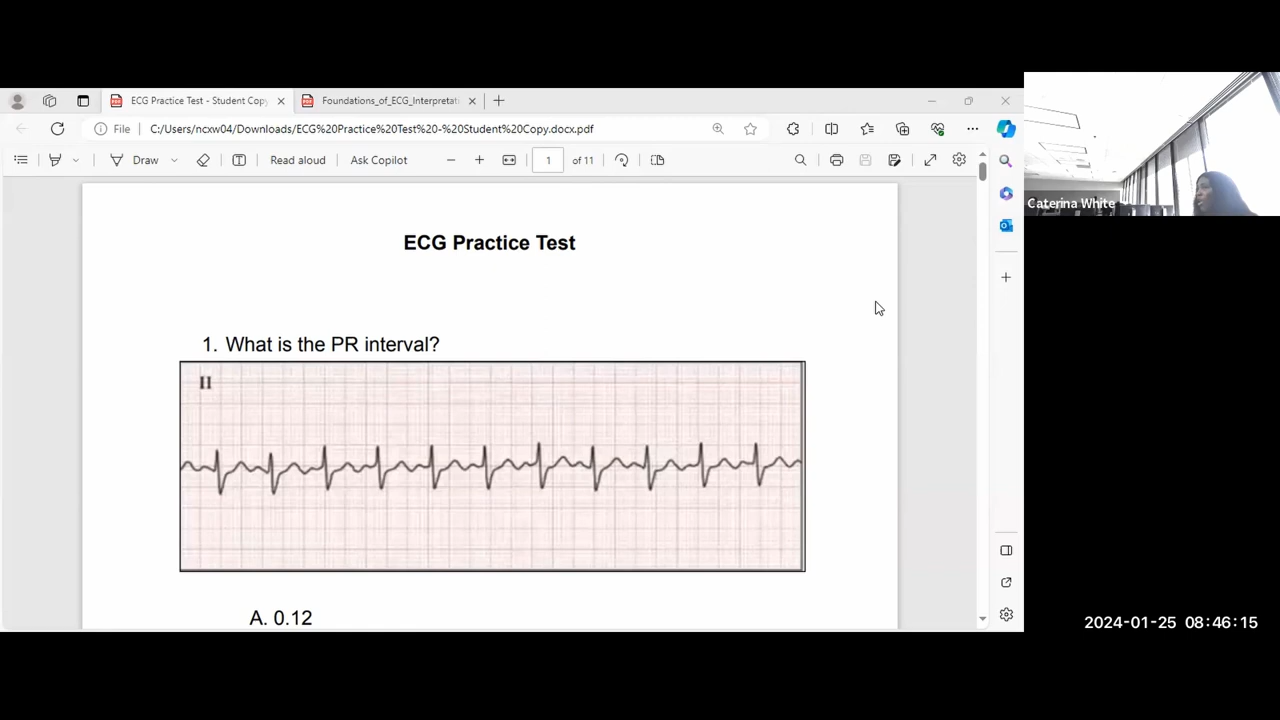 ECG Practice Test - Student Copy
Foundations_of_ECG_Interpretati
File C:/Users/ncxw04/Downloads/ECG%20Practice%20Test%20-%20Student%20Copy.docx.pdf
Draw Read aloud Ask Copilot 1 of 11
Caterina White
ECG Practice Test
1. What is the PR interval?
II
A. 0.12
2024-01-25 08:46:15